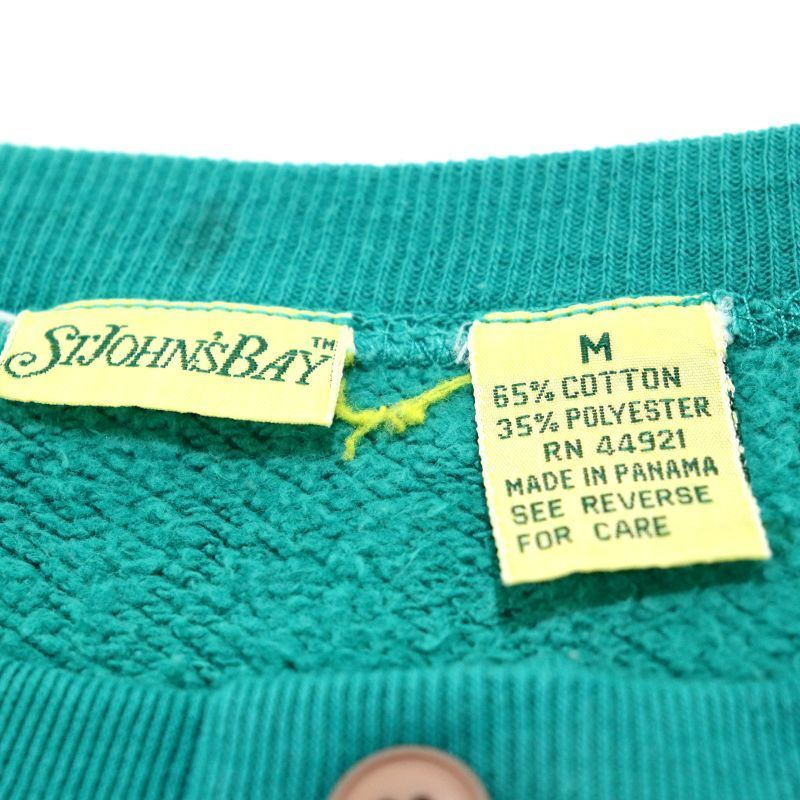 ST.JOHN'S BAY™
M
65% COTTON
35% POLYESTER
RN 44921
MADE IN PANAMA
SEE REVERSE
FOR CARE